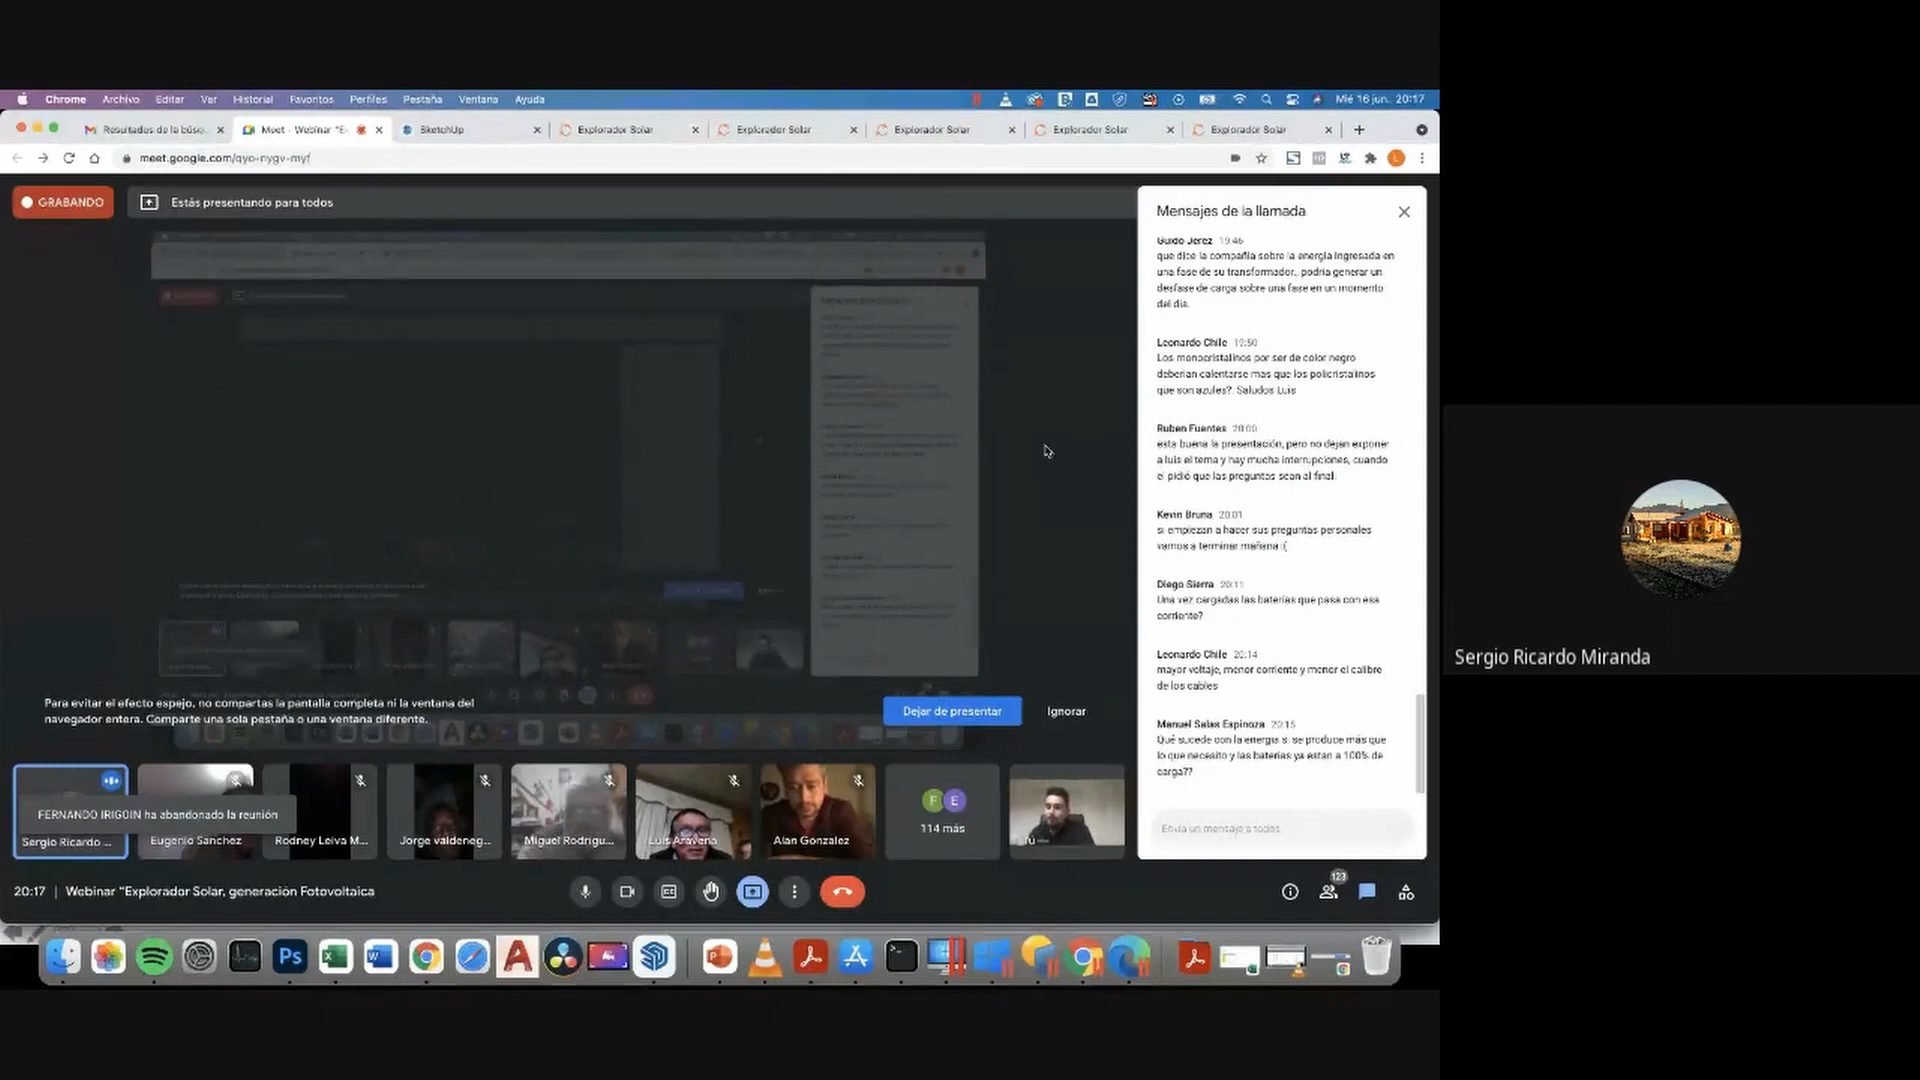 Chrome Archivo Editar Ver Historial Favoritos Perfiles Pestaña Ventana Ayuda
Mié 16 jun. 20:17
Resultados de la búsq
Meet - Webinar "E
SketchUp
Explorador Solar
Explorador Solar
Explorador Solar
Explorador Solar
Explorador Solar
meet.google.com/qyo-nygv-myf
GRABANDO
Estás presentando para todos
Mensajes de la llamada
Guido Jerez 19:46
que dice la compañía sobre la energía ingresada en
una fase de su transformador., podría generar un
desfase de carga sobre una fase en un momento
del dia.
Leonardo Chile 19:50
Los monocristalinos por ser de color negro
deberian calentarse mas que los policristalinos
que son azules?. Saludos Luis
Ruben Fuentes 20:00
esta buena la presentación, pero no dejan exponer
a luis el tema y hay mucha interrupciones, cuando
el pidió que las preguntas sean al final.
Kevin Bruna 20:01
si empiezan a hacer sus preguntas personales
vamos a terminar mañana :(
Diego Sierra 20:11
Una vez cargadas las baterías que pasa con esa
corriente?
Leonardo Chile 20:14
mayor voltaje, menor corriente y menor el calibre
de los cables
Manuel Salas Espinoza 20:15
Qué sucede con la energía si se produce más que
lo que necesito y las baterías ya estan a 100% de
carga??
Envía un mensaje a todos
Para evitar el efecto espejo, no compartas la pantalla completa ni la ventana del
navegador entera. Comparte una sola pestaña o una ventana diferente.
Dejar de presentar
Ignorar
FERNANDO IRIGOIN ha abandonado la reunión
Sergio Ricardo ...
Eugenio Sanchez
Rodney Leiva M...
Jorge valdeneg...
Miguel Rodrigu...
Luis Aravena
Alan Gonzalez
F E
114 más
Tú
20:17 | Webinar "Explorador Solar, generación Fotovoltaica
123
Ps
Sergio Ricardo Miranda